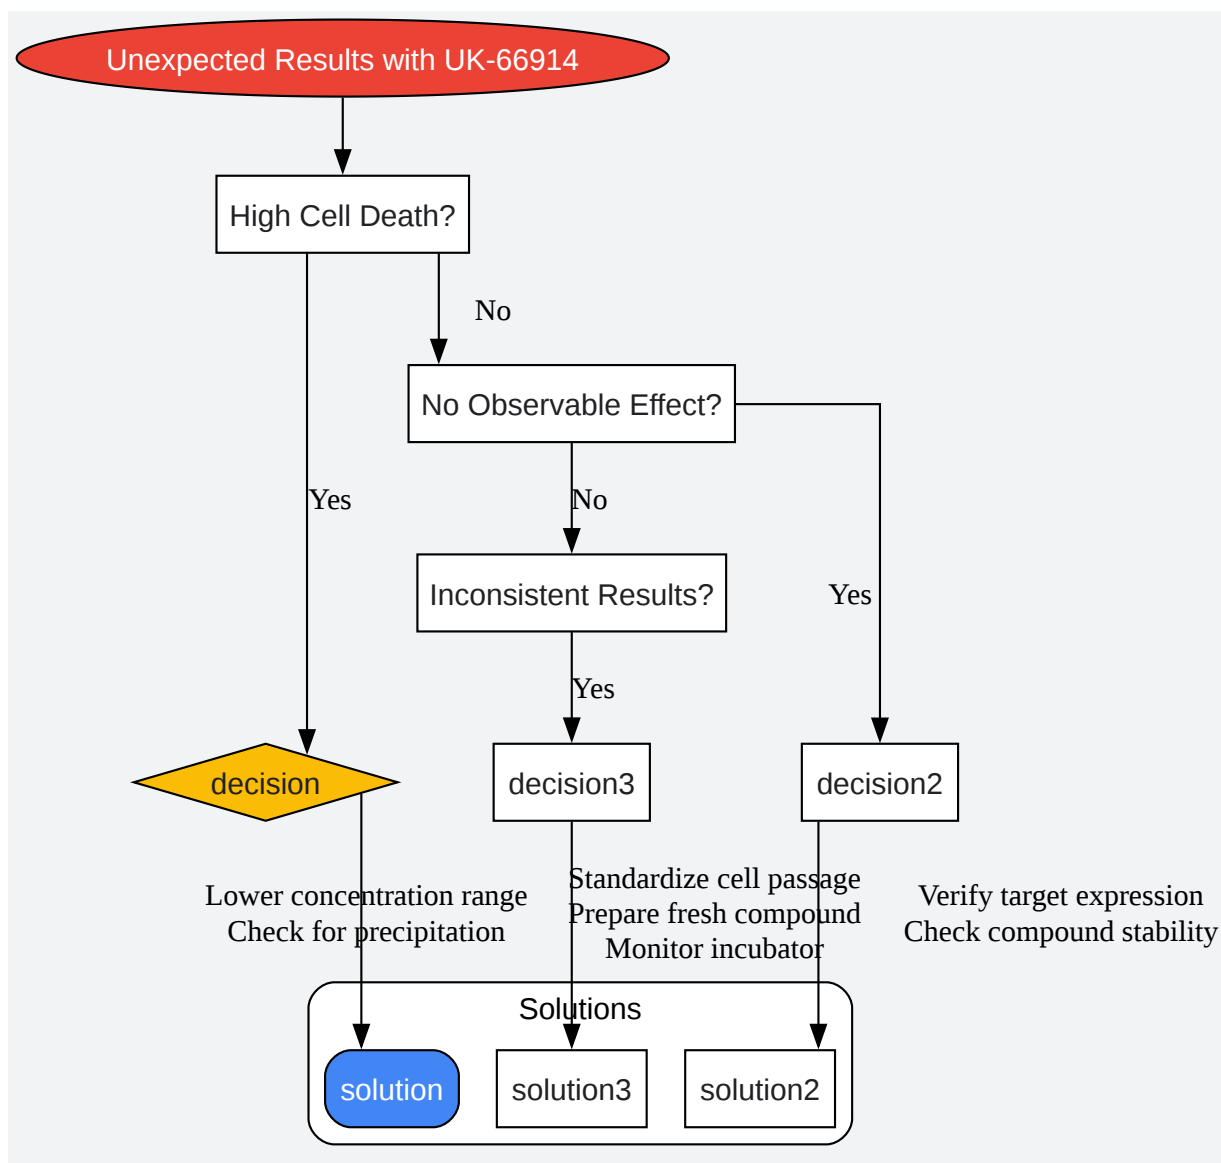 Unexpected Results with UK-66914
High Cell Death?
No
No Observable Effect?
Yes
No
Inconsistent Results?
Yes
Yes
decision
decision3
decision2
Lower concentration range
Check for precipitation
Standardize cell passage
Prepare fresh compound
Monitor incubator
Verify target expression
Check compound stability
Solutions
solution
solution3
solution2